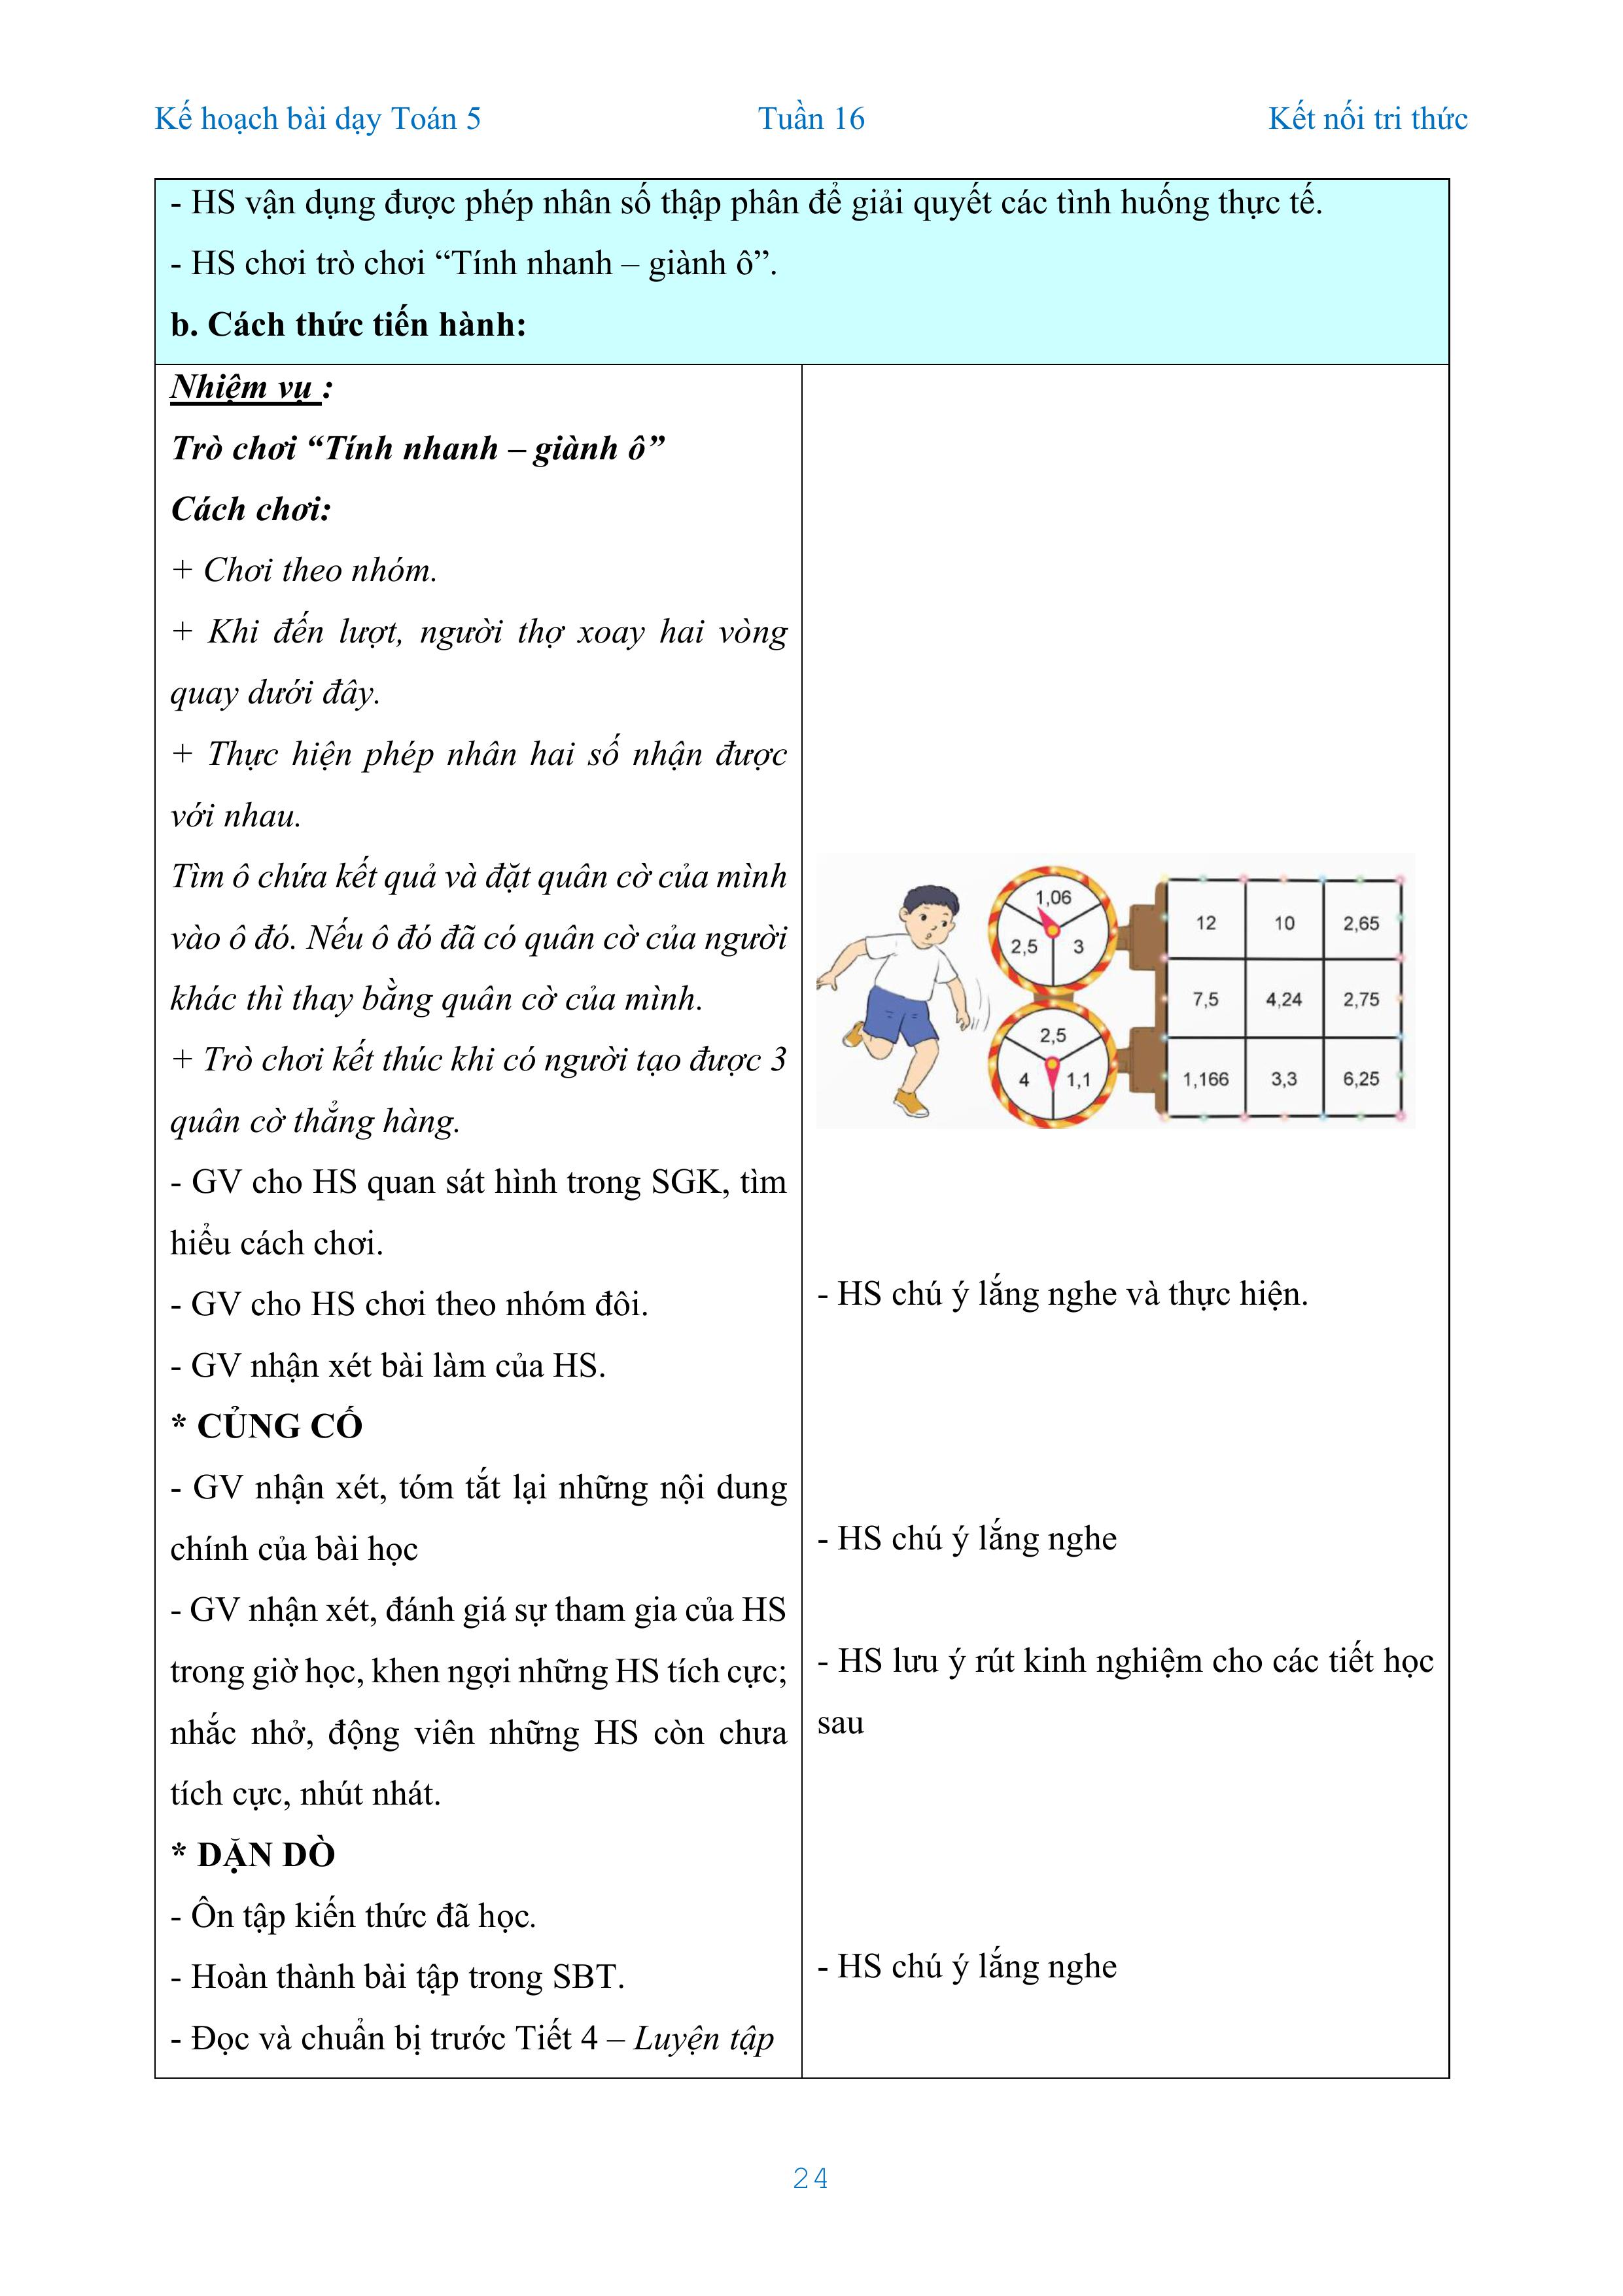 Kế hoạch bài dạy Toán 5 Tuần 16 Kết nối tri thức
- HS vận dụng được phép nhân số thập phân để giải quyết các tình huống thực tế.
- HS chơi trò chơi “Tính nhanh – giành ô”.
b. Cách thức tiến hành:
Nhiệm vụ :
Trò chơi “Tính nhanh – giành ô”
Cách chơi:
+ Chơi theo nhóm.
+ Khi đến lượt, người thợ xoay hai vòng
quay dưới đây.
+ Thực hiện phép nhân hai số nhận được
với nhau.
Tìm ô chứa kết quả và đặt quân cờ của mình
vào ô đó. Nếu ô đó đã có quân cờ của người
khác thì thay bằng quân cờ của mình.
+ Trò chơi kết thúc khi có người tạo được 3
quân cờ thẳng hàng.
- GV cho HS quan sát hình trong SGK, tìm
hiểu cách chơi.
- GV cho HS chơi theo nhóm đôi.
- GV nhận xét bài làm của HS.
* CỦNG CỐ
- GV nhận xét, tóm tắt lại những nội dung
chính của bài học
- GV nhận xét, đánh giá sự tham gia của HS
trong giờ học, khen ngợi những HS tích cực;
nhắc nhở, động viên những HS còn chưa
tích cực, nhút nhát.
* DẶN DÒ
- Ôn tập kiến thức đã học.
- Hoàn thành bài tập trong SBT.
- Đọc và chuẩn bị trước Tiết 4 – Luyện tập
1,06
2,5 3
2,5
4 1,1
12 10 2,65
7,5 4,24 2,75
1,166 3,3 6,25
- HS chú ý lắng nghe và thực hiện.
- HS chú ý lắng nghe
- HS lưu ý rút kinh nghiệm cho các tiết học
sau
- HS chú ý lắng nghe
24